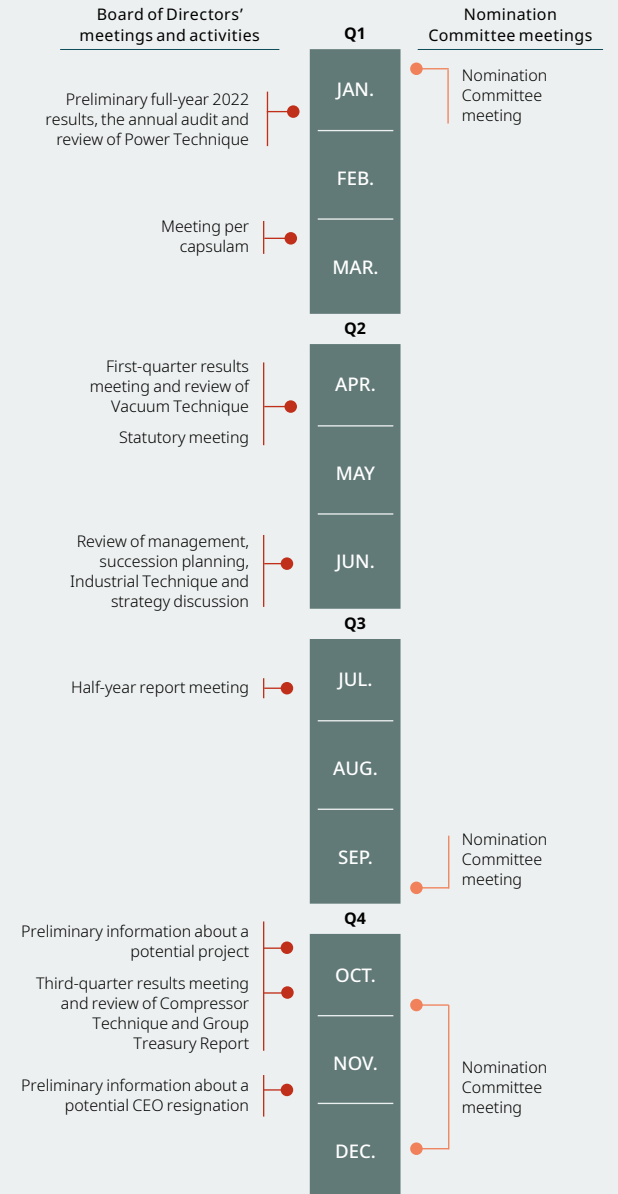 Board of Directors’
meetings and activities
Q1
Nomination
Committee meetings
JAN.
Nomination
Committee
meeting
Preliminary full-year 2022
results, the annual audit and
review of Power Technique
FEB.
Meeting per
capsulam
MAR.
Q2
First-quarter results
meeting and review of
Vacuum Technique
Statutory meeting
APR.
MAY
Review of management,
succession planning,
Industrial Technique and
strategy discussion
JUN.
Q3
Half-year report meeting
JUL.
AUG.
SEP.
Nomination
Committee
meeting
Q4
Preliminary information about a
potential project
Third-quarter results meeting
and review of Compressor
Technique and Group
Treasury Report
OCT.
NOV.
Preliminary information about a
potential CEO resignation
Nomination
Committee
meeting
DEC.